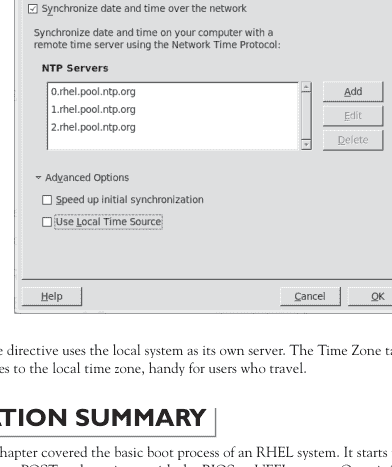 Synchronize date and time over the network
Synchronize date and time on your computer with a
remote time server using the Network Time Protocol:
NTP Servers
0.rhel.pool.ntp.org
Add
1.rhel.pool.ntp.org
Edit
2.rhel.pool.ntp.org
Delete
Advanced Options
Speed up initial synchronization
Use Local Time Source
Help
Cancel
OK
directive uses the local system as its own server. The Time Zone
to the local time zone, handy for users who travel.
SUMMARY
covered the basic boot process of an RHEL system. It starts